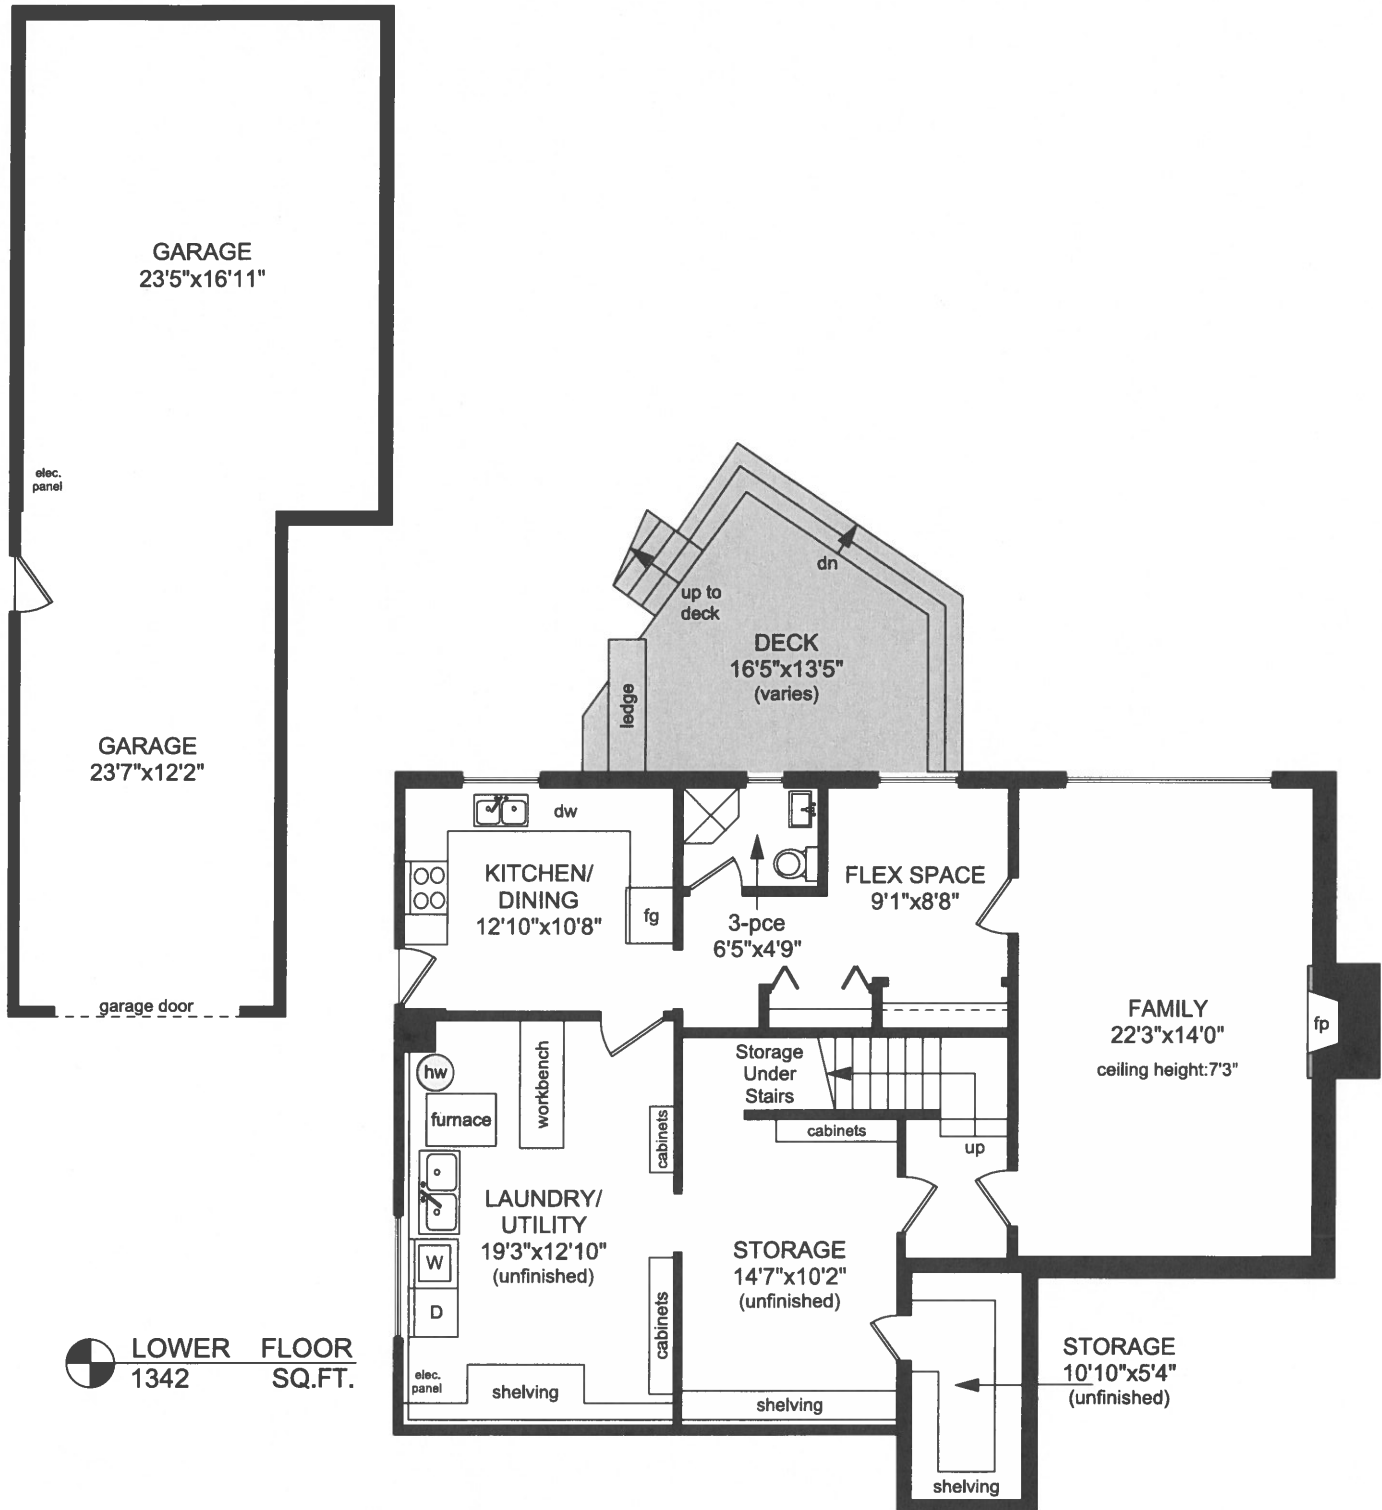 GARAGE
23'5"x16'11"
elec.
panel
GARAGE
23'7"x12'2"
garage door
up to
deck
dn
DECK
16'5"x13'5"
(varies)
ledge
dw
KITCHEN/
DINING
12'10"x10'8"
fg
3-pce
6'5"x4'9"
FLEX SPACE
9'1"x8'8"
FAMILY
22'3"x14'0"
ceiling height:7'3"
fp
hw
furnace
workbench
cabinets
Storage
Under
Stairs
cabinets
up
LAUNDRY/
UTILITY
19'3"x12'10"
(unfinished)
W
D
cabinets
elec.
panel
shelving
STORAGE
14'7"x10'2"
(unfinished)
shelving
STORAGE
10'10"x5'4"
(unfinished)
shelving
LOWER FLOOR
1342 SQ.FT.